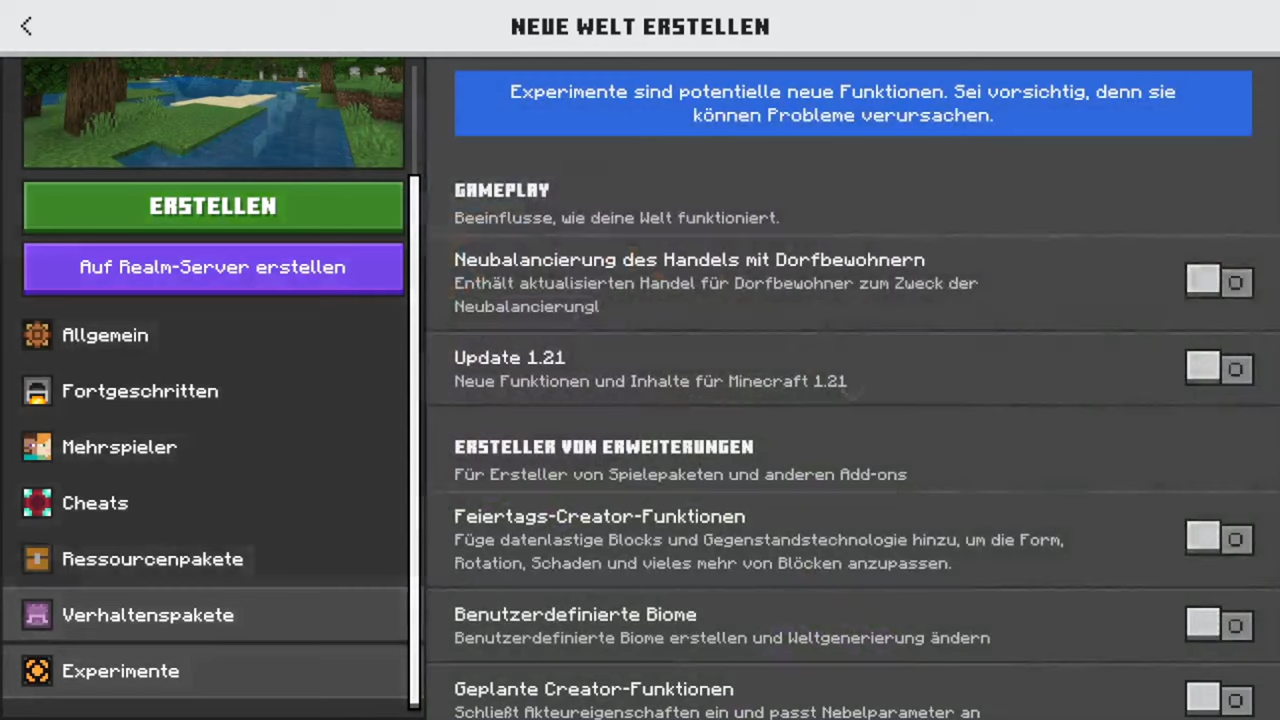 NEUE WELT ERSTELLEN
ERSTELLEN
Auf Realm-Server erstellen
Allgemein
Fortgeschritten
Mehrspieler
Cheats
Ressourcenpakete
Verhaltenspakete
Experimente
Experimente sind potentielle neue Funktionen. Sei vorsichtig, denn sie
können Probleme verursachen.
GAMEPLAY
Beeinflusse, wie deine Welt funktioniert.
Neubalancierung des Handels mit Dorfbewohnern
Enthält aktualisierten Handel für Dorfbewohner zum Zweck der
Neubalancierung!
Update 1.21
Neue Funktionen und Inhalte für Minecraft 1.21
ERSTELLER VON ERWEITERUNGEN
Für Ersteller von Spielepaketen und anderen Add-ons
Feiertags-Creator-Funktionen
Füge datenlastige Blocks und Gegenstandstechnologie hinzu, um die Form,
Rotation, Schaden und vieles mehr von Blöcken anzupassen.
Benutzerdefinierte Biome
Benutzerdefinierte Biome erstellen und Weltgenerierung ändern
Geplante Creator-Funktionen
Schließt Akteureigenschaften ein und passt Nebelparameter an